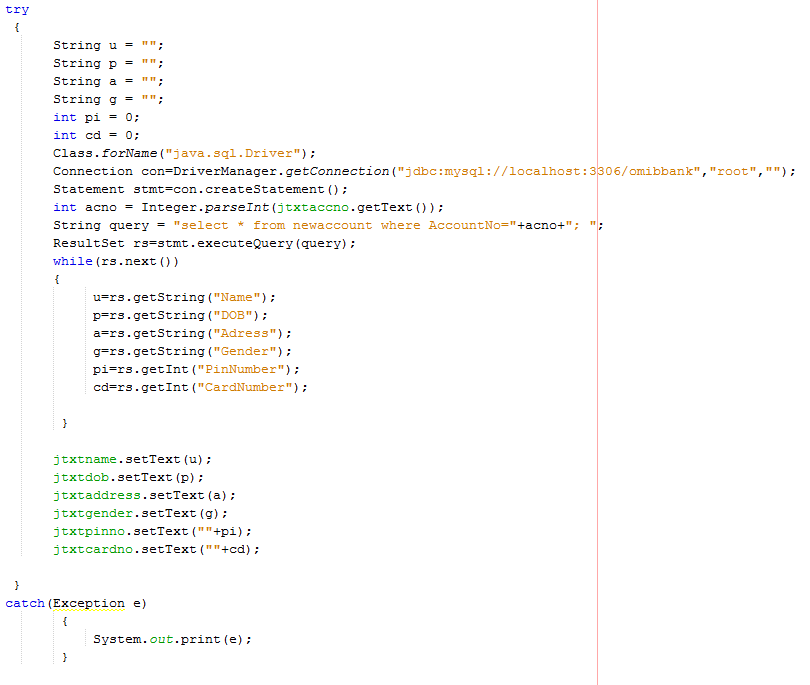 try
{
String u = "";
String p = "";
String a = "";
String g = "";
int pi = 0;
int cd = 0;
Class.forName("java.sql.Driver");
Connection con=DriverManager.getConnection("jdbc:mysql://localhost:3306/omibbank","root","");
Statement stmt=con.createStatement();
int acno = Integer.parseInt(jtxtaccno.getText());
String query = "select * from newaccount where AccountNo="+acno+"; ";
ResultSet rs=stmt.executeQuery(query);
while(rs.next())
{
u=rs.getString("Name");
p=rs.getString("DOB");
a=rs.getString("Adress");
g=rs.getString("Gender");
pi=rs.getInt("PinNumber");
cd=rs.getInt("CardNumber");
}
jtxtname.setText(u);
jtxtdob.setText(p);
jtxtaddress.setText(a);
jtxtgender.setText(g);
jtxtpinno.setText(""+pi);
jtxtcardno.setText(""+cd);
}
catch(Exception e)
{
System.out.print(e);
}